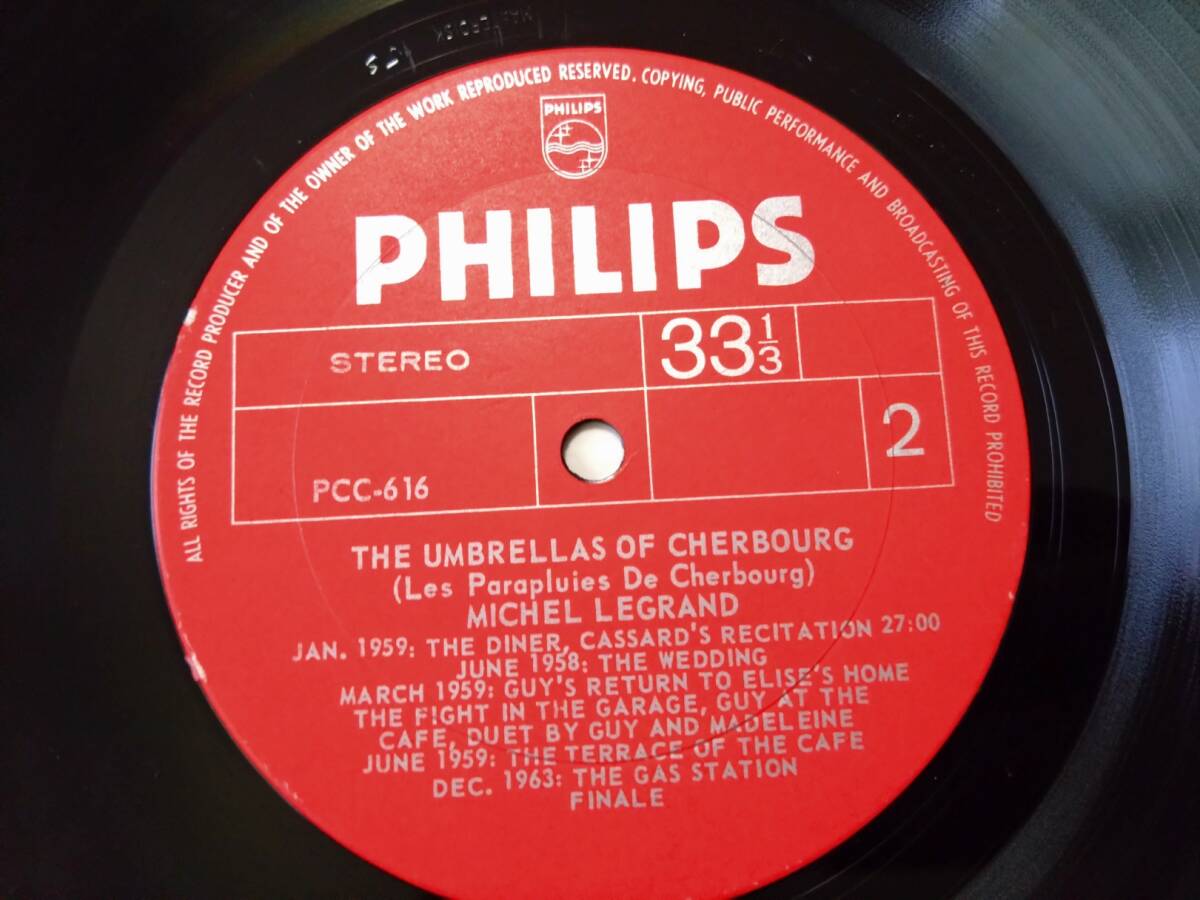 ALL RIGHTS OF THE RECORD PRODUCER AND OF THE OWNER OF THE WORK REPRODUCED RESERVED. COPYING, PUBLIC PERFORMANCE AND BROADCASTING OF THIS RECORD PROHIBITED
PHILIPS
PHILIPS
STEREO
33 1/3
PCC-616
2
THE UMBRELLAS OF CHERBOURG
(Les Parapluies De Cherbourg)
MICHEL LEGRAND
JAN. 1959: THE DINER, CASSARD'S RECITATION 27:00
JUNE 1958: THE WEDDING
MARCH 1959: GUY'S RETURN TO ELISE'S HOME
THE FIGHT IN THE GARAGE, GUY AT THE
CAFE, DUET BY GUY AND MADELEINE
JUNE 1959: THE TERRACE OF THE CAFE
DEC. 1963: THE GAS STATION
FINALE